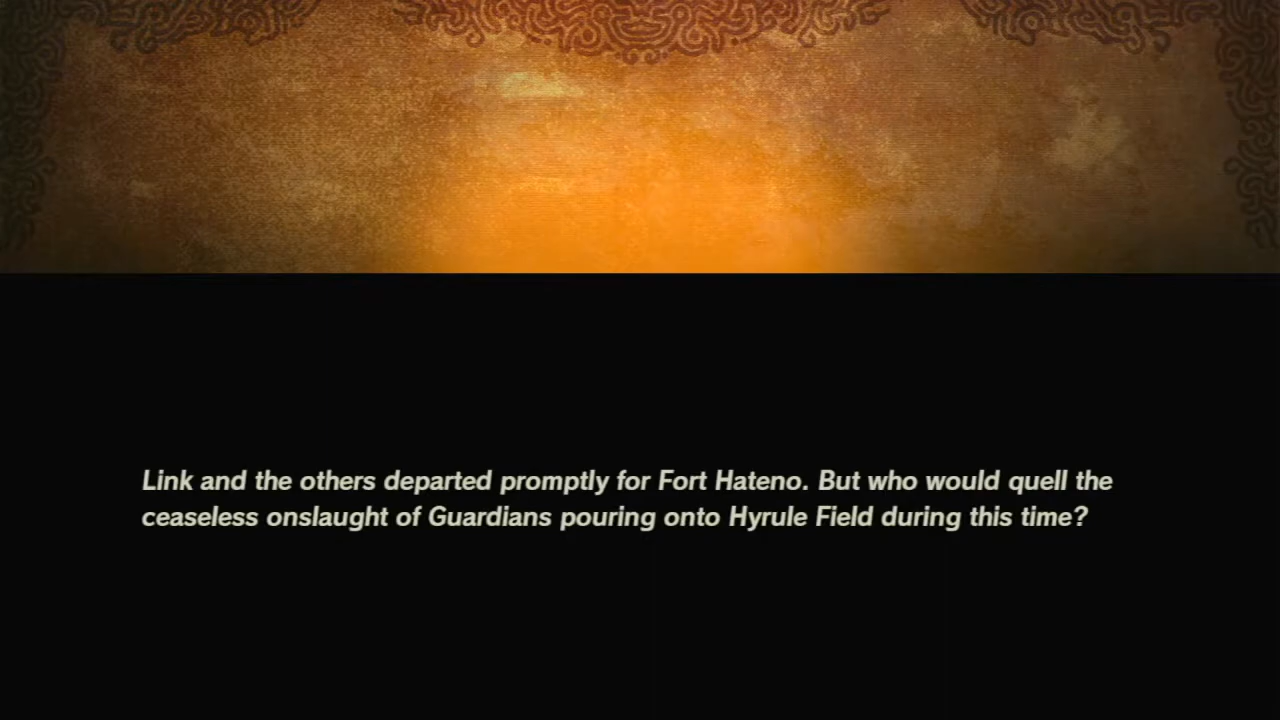 Link and the others departed promptly for Fort Hateno. But who would quell the
ceaseless onslaught of Guardians pouring onto Hyrule Field during this time?